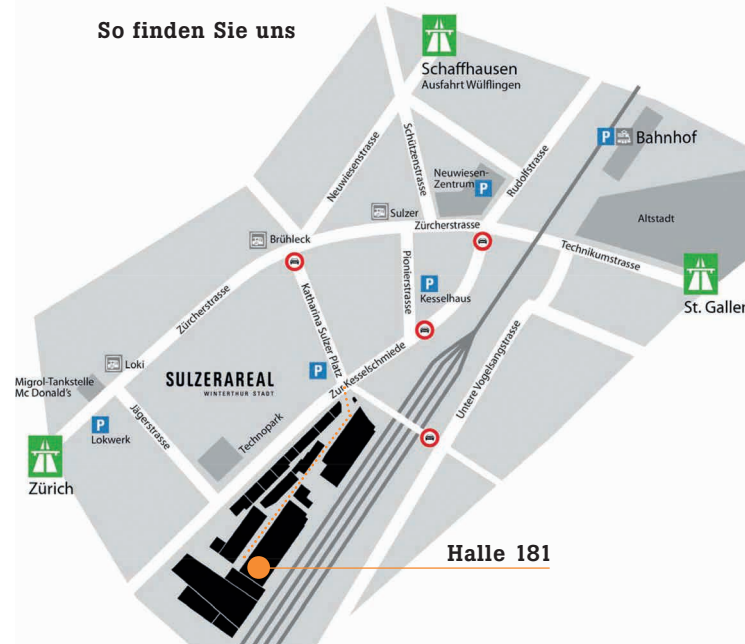 So finden Sie uns
Schaffhausen
Ausfahrt Wülflingen
P
Bahnhof
Neuwiesenstrasse
Schützenstrasse
Neuwiesen-
Zentrum
P
Rudolfstrasse
Altstadt
Sulzer
Zürcherstrasse
Brühleck
Technikumstrasse
Pionierstrasse
P
Kesselhaus
St. Gallen
Zürcherstrasse
Katharina Sulzer Platz
Untere Vogelsangstrasse
Loki
P
Zur Kesselschmiede
Migrol-Tankstelle
Mc Donald's
SULZERAREAL
WINTERTHUR STADT
Jägerstrasse
P
Lokwerk
Technopark
Zürich
Halle 181